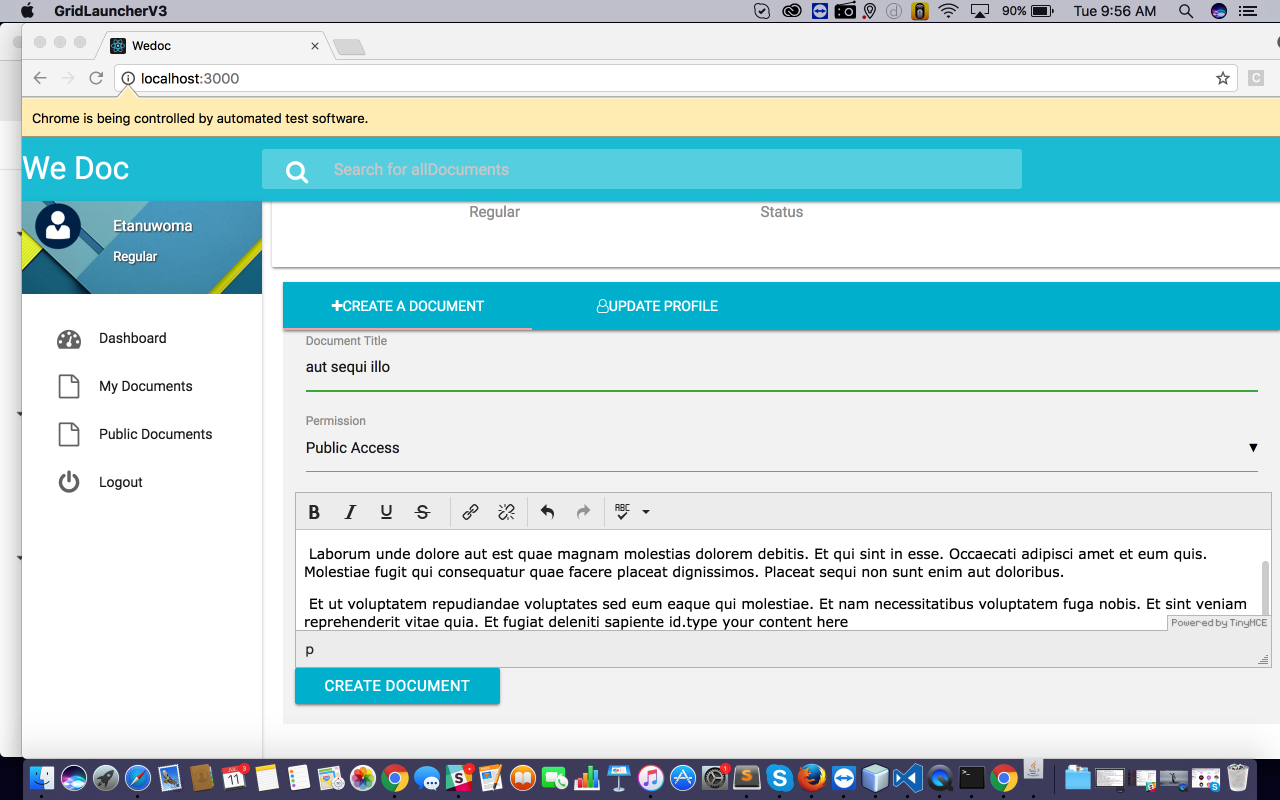 GridLauncherV3
90%
Tue 9:56 AM
Wedoc
localhost:3000
C
Chrome is being controlled by automated test software.
We Doc
Search for allDocuments
Etanuwoma
Regular
Regular
Status
CREATE A DOCUMENT
UPDATE PROFILE
Dashboard
My Documents
Public Documents
Logout
Document Title
aut sequi illo
Permission
Public Access
B I U S ABC
Laborum unde dolore aut est quae magnam molestias dolorem debitis. Et qui sint in esse. Occaecati adipisci amet et eum quis.
Molestiae fugit qui consequatur quae facere placeat dignissimos. Placeat sequi non sunt enim aut doloribus.
Et ut voluptatem repudiandae voluptates sed eum eaque qui molestiae. Et nam necessitatibus voluptatem fuga nobis. Et sint veniam
reprehenderit vitae quia. Et fugiat deleniti sapiente id.type your content here
Powered by TinyMCE
p
CREATE DOCUMENT
11
3
1